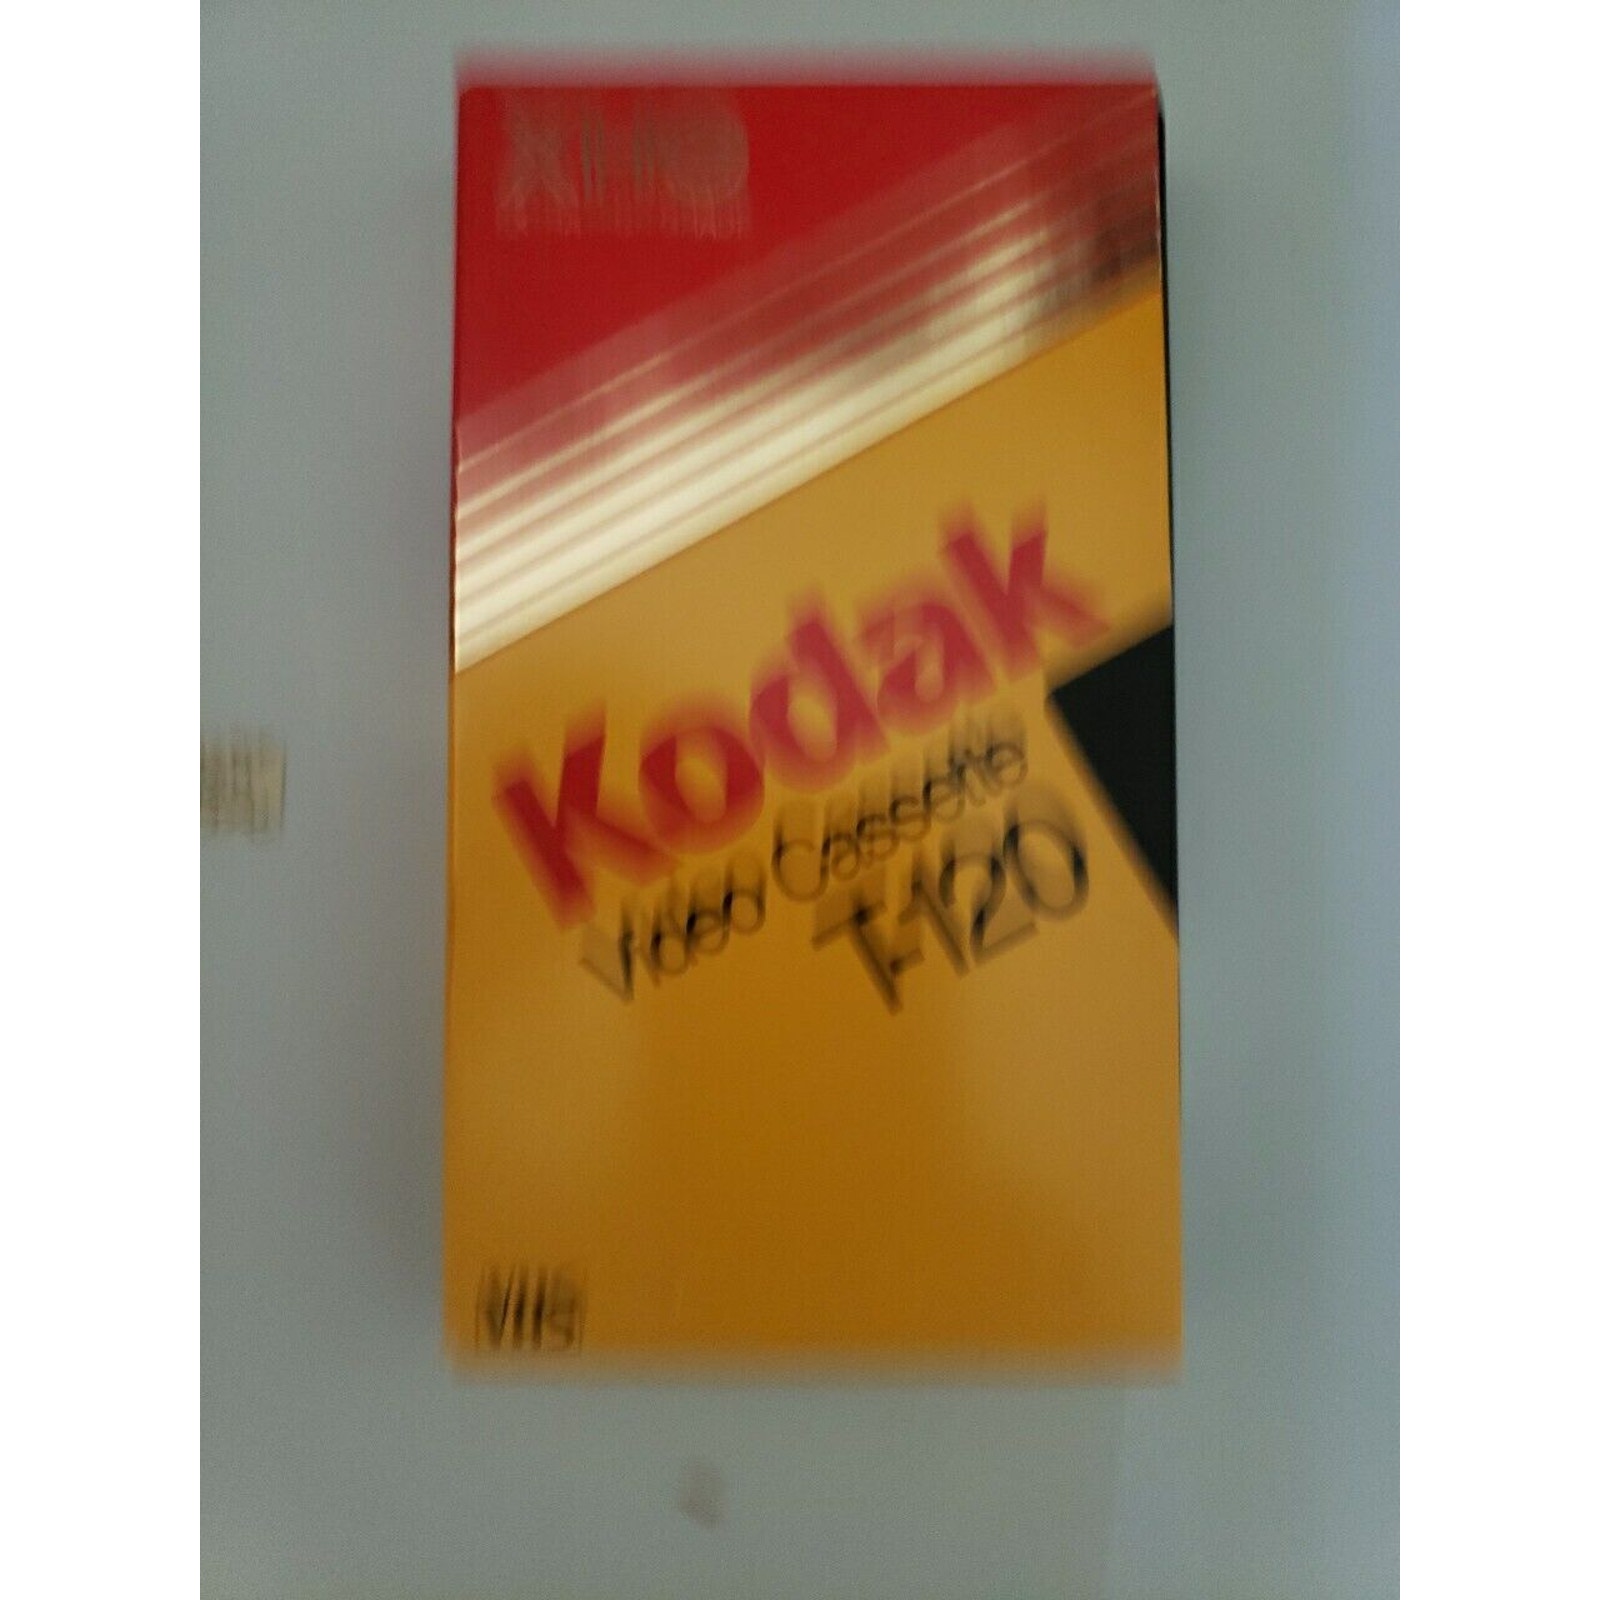 Kodak
Video Cassette
T-120
VHS